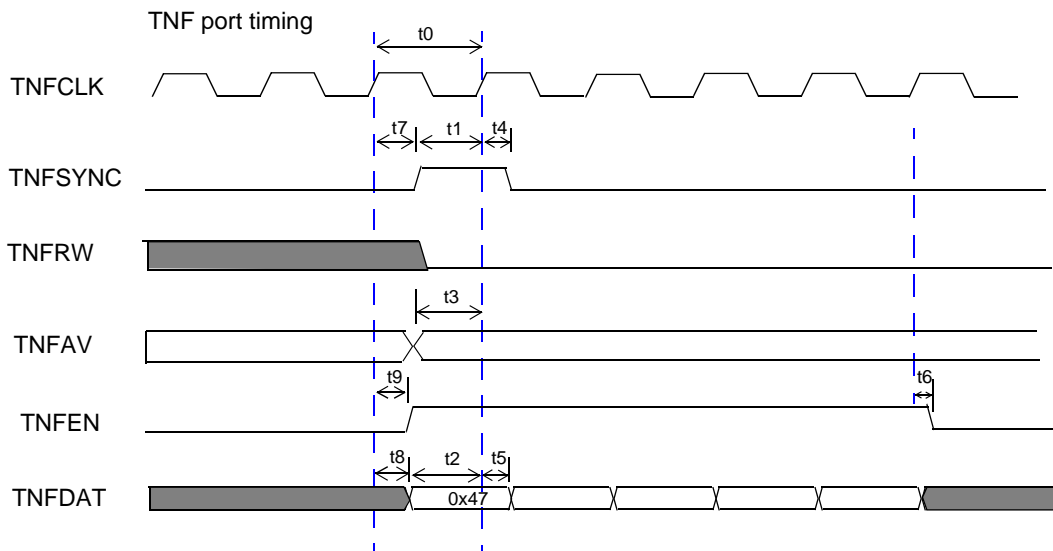 TNF port timing
t0
TNFCLK
t7 t1 t4
TNFSYNC
TNFRW
t3
TNFAV
t9 t6
TNFEN
t8 t2 t5
TNFDAT
0x47